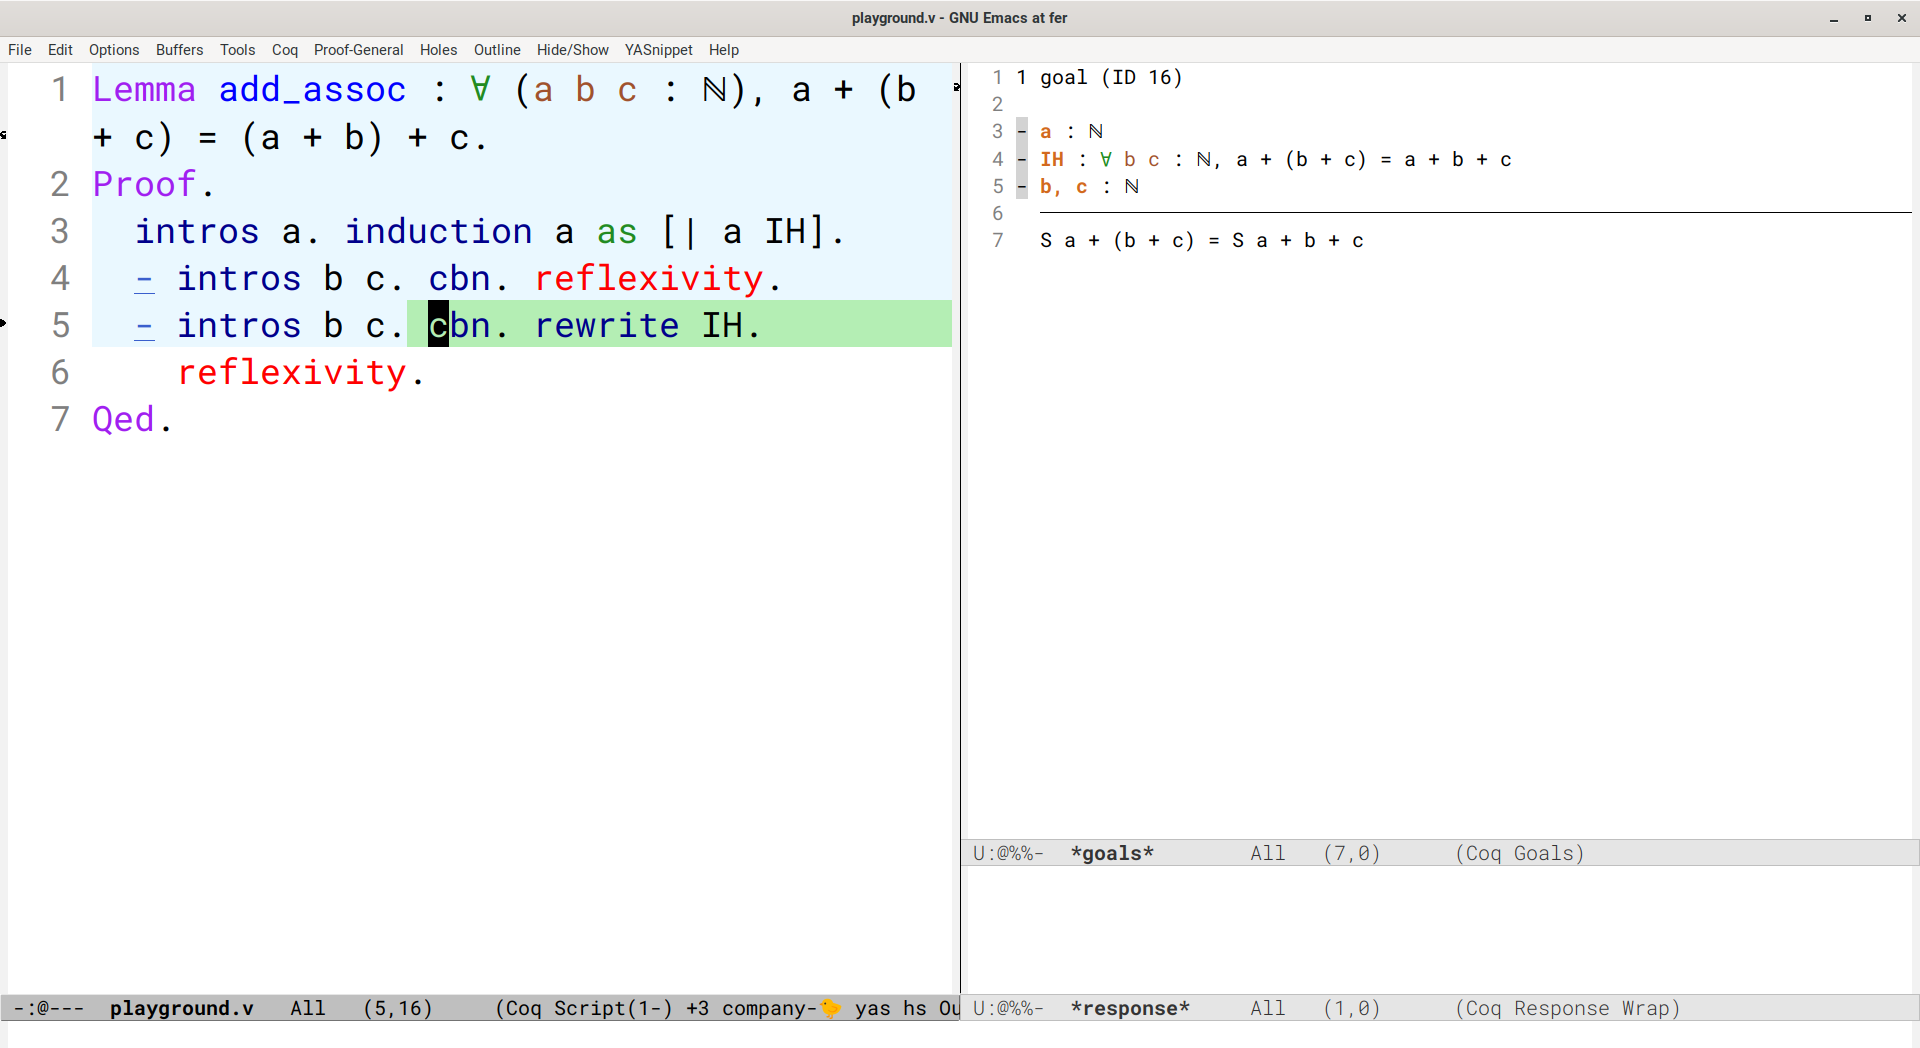 playground.v - GNU Emacs at fer
File Edit Options Buffers Tools Coq Proof-General Holes Outline Hide/Show YASnippet Help
1 Lemma add_assoc : ∀ (a b c : ℕ), a + (b
+ c) = (a + b) + c.
2 Proof.
3 intros a. induction a as [| a IH].
4 - intros b c. cbn. reflexivity.
5 - intros b c. cbn. rewrite IH.
6 reflexivity.
7 Qed.
-:@--- playground.v All (5,16) (Coq Script(1-) +3 company-🐤 yas hs Ou
1 1 goal (ID 16)
2
3 - a : ℕ
4 - IH : ∀ b c : ℕ, a + (b + c) = a + b + c
5 - b, c : ℕ
6
7 S a + (b + c) = S a + b + c
U:@%%- *goals* All (7,0) (Coq Goals)
U:@%%- *response* All (1,0) (Coq Response Wrap)